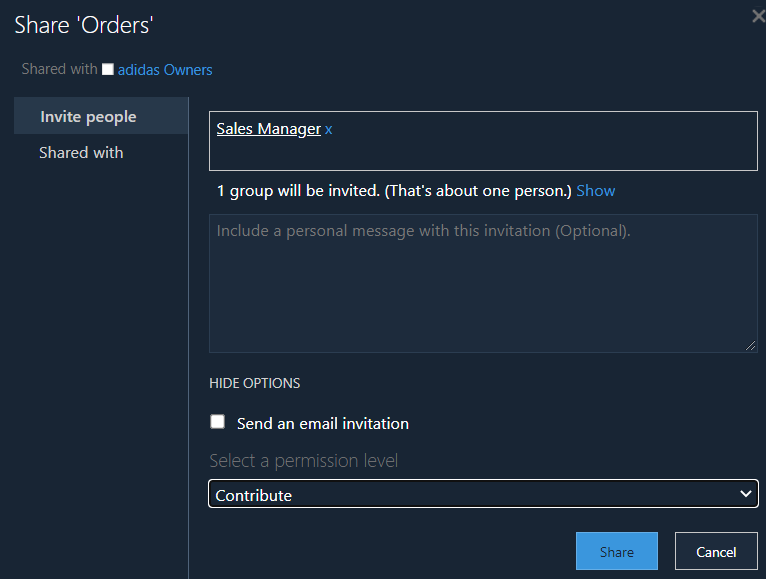 Share 'Orders'
Shared with adidas Owners
Invite people
Shared with
Sales Manager x
1 group will be invited. (That's about one person.) Show
Include a personal message with this invitation (Optional).
HIDE OPTIONS
Send an email invitation
Select a permission level
Contribute
Share Cancel